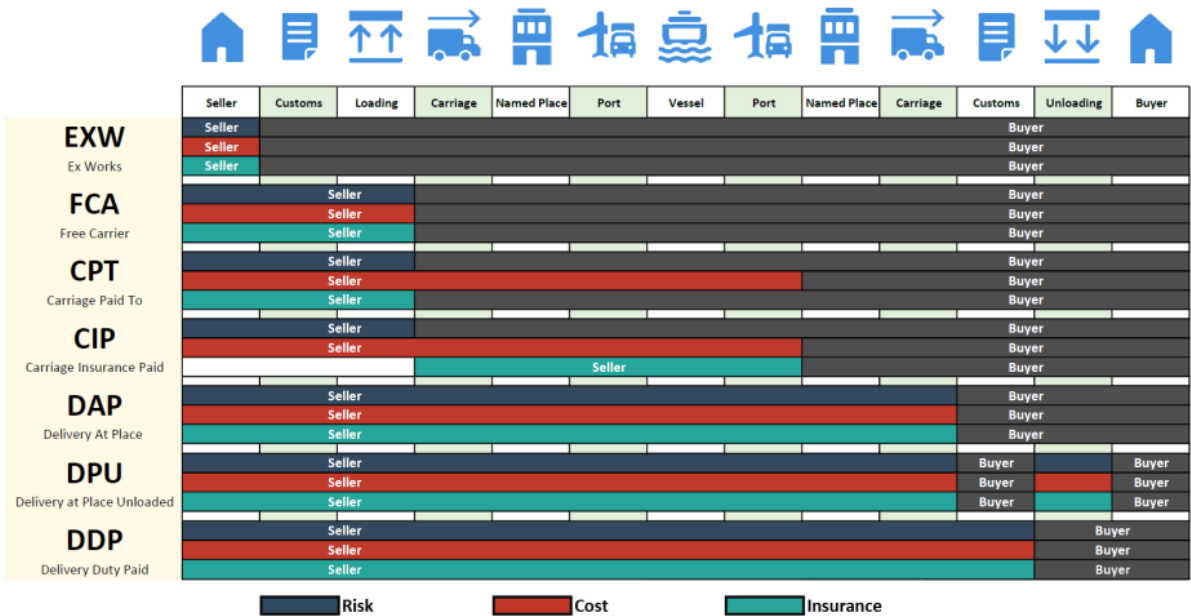 Seller Customs Loading Carriage Named Place Port Vessel Port Named Place Carriage Customs Unloading Buyer
EXW
Ex Works
Seller Buyer
Seller Buyer
Seller Buyer
FCA
Free Carrier
Seller Buyer
Seller Buyer
Seller Buyer
CPT
Carriage Paid To
Seller Buyer
Seller Buyer
Seller Buyer
CIP
Carriage Insurance Paid
Seller Buyer
Seller Buyer
Seller Buyer
DAP
Delivery At Place
Seller Buyer
Seller Buyer
Seller Buyer
DPU
Delivery at Place Unloaded
Seller Buyer Buyer
Seller Buyer Buyer
Seller Buyer Buyer
DDP
Delivery Duty Paid
Seller Buyer
Seller Buyer
Seller Buyer
Risk Cost Insurance